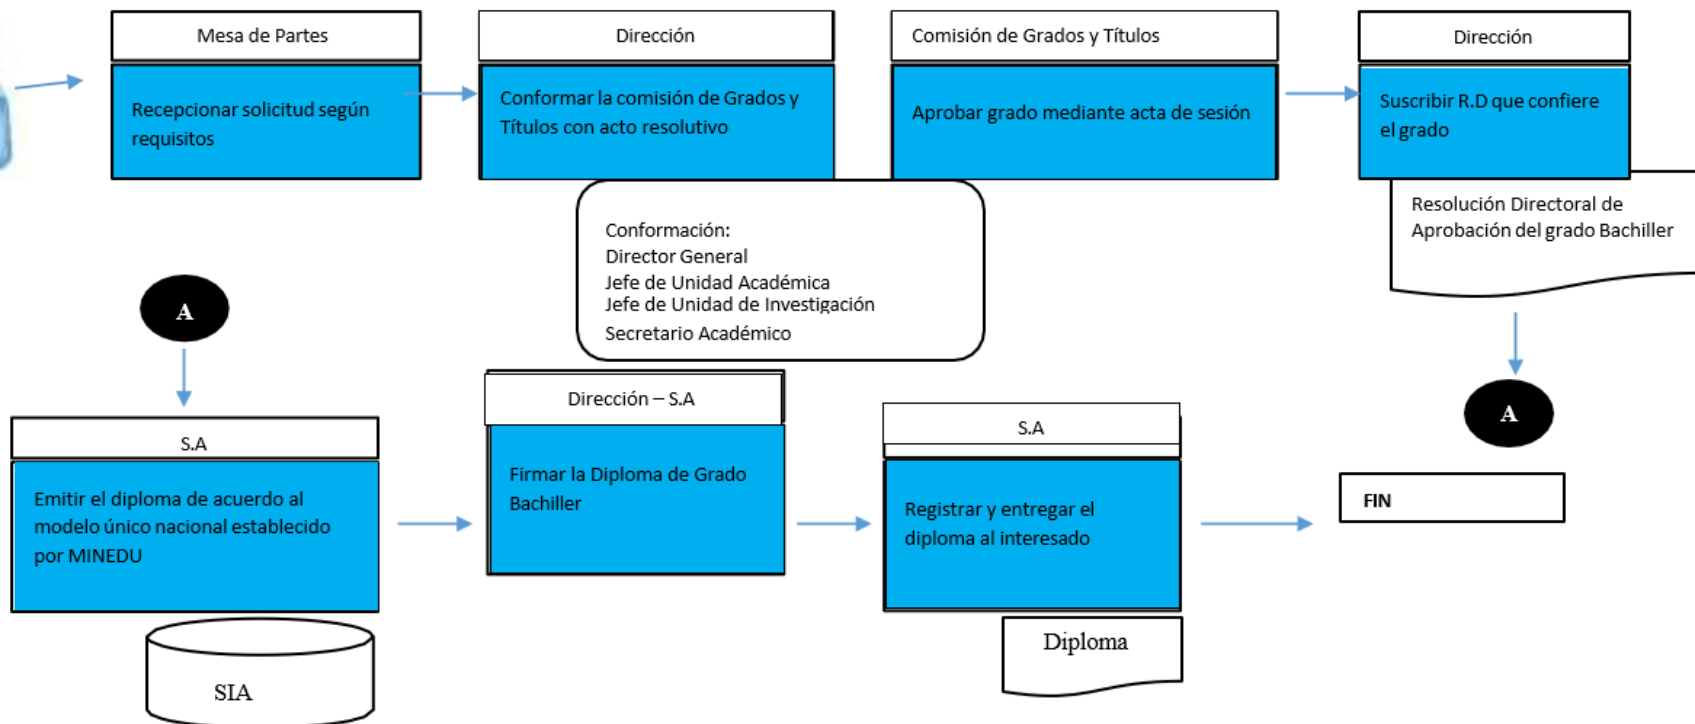 Mesa de Partes
Recepcionar solicitud según
requisitos
Dirección
Conformar la comisión de Grados y
Títulos con acto resolutivo
Comisión de Grados y Títulos
Aprobar grado mediante acta de sesión
Dirección
Suscribir R.D que confiere
el grado
Conformación:
Director General
Jefe de Unidad Académica
Jefe de Unidad de Investigación
Secretario Académico
Resolución Directoral de
Aprobación del grado Bachiller
A
A
S.A
Emitir el diploma de acuerdo al
modelo único nacional establecido
por MINEDU
SIA
Dirección – S.A
Firmar la Diploma de Grado
Bachiller
S.A
Registrar y entregar el
diploma al interesado
Diploma
FIN